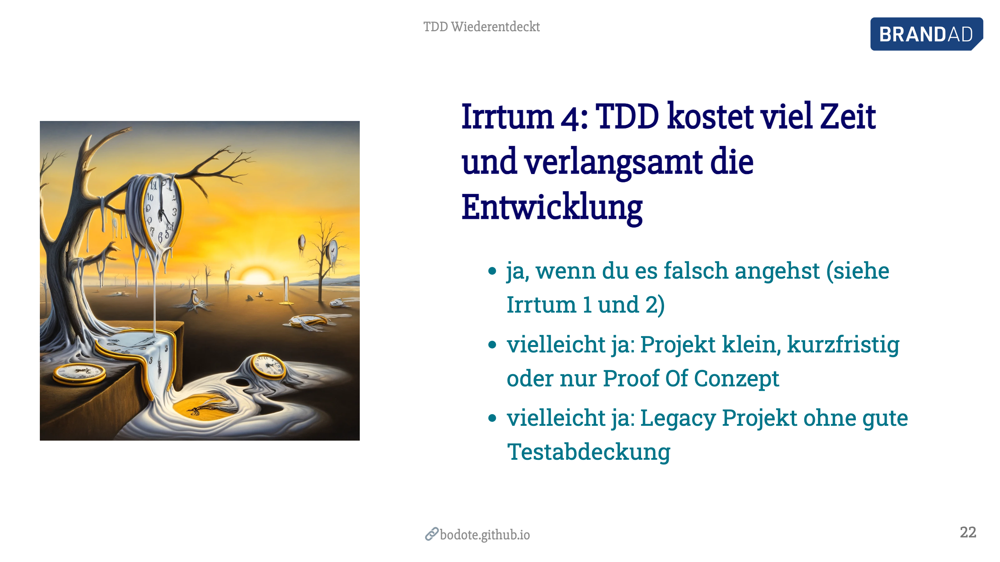 TDD Wiederentdeckt
BRANDAD
Irrtum 4: TDD kostet viel Zeit
und verlangsamt die
Entwicklung
• ja, wenn du es falsch angehst (siehe
Irrtum 1 und 2)
• vielleicht ja: Projekt klein, kurzfristig
oder nur Proof Of Conzept
• vielleicht ja: Legacy Projekt ohne gute
Testabdeckung
bodote.github.io
22